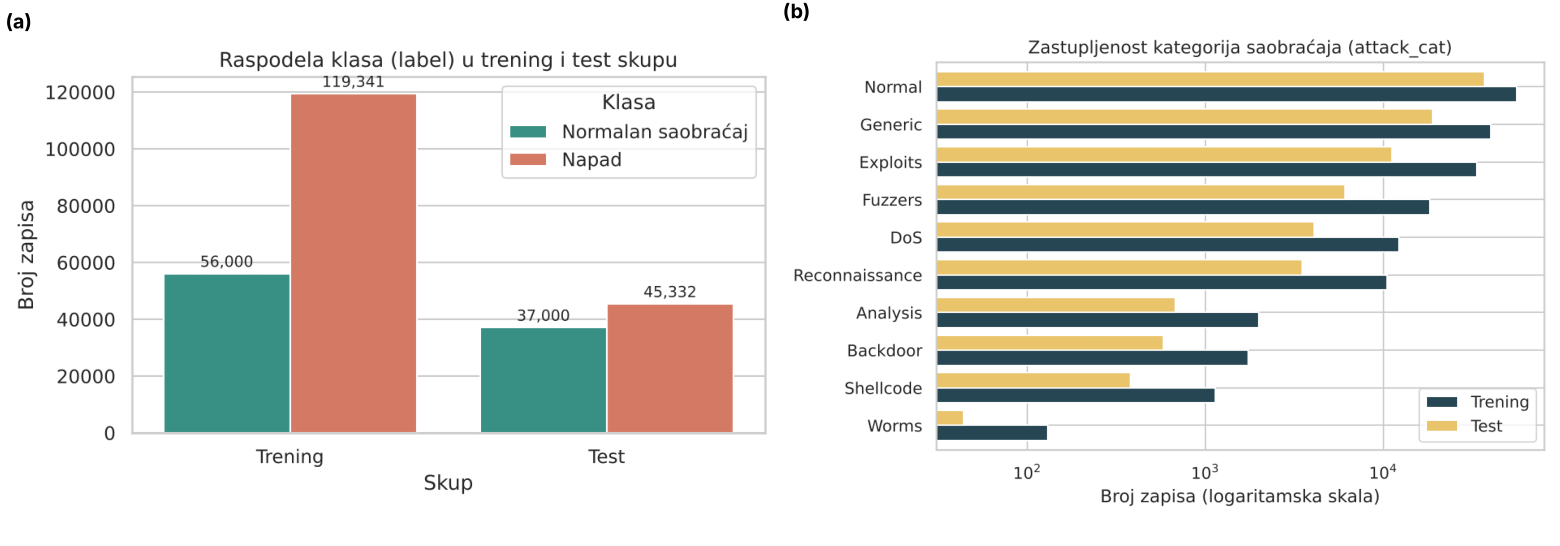 (a)
Raspodela klasa (label) u trening i test skupu
Broj zapisa
120000
100000
80000
60000
40000
20000
0
119,341
56,000
37,000
45,332
Klasa
Normalan saobraćaj
Napad
Trening
Test
Skup
(b)
Zastupljenost kategorija saobraćaja (attack_cat)
Normal
Generic
Exploits
Fuzzers
DoS
Reconnaissance
Analysis
Backdoor
Shellcode
Worms
Trening
Test
10² 10³ 10⁴
Broj zapisa (logaritamska skala)